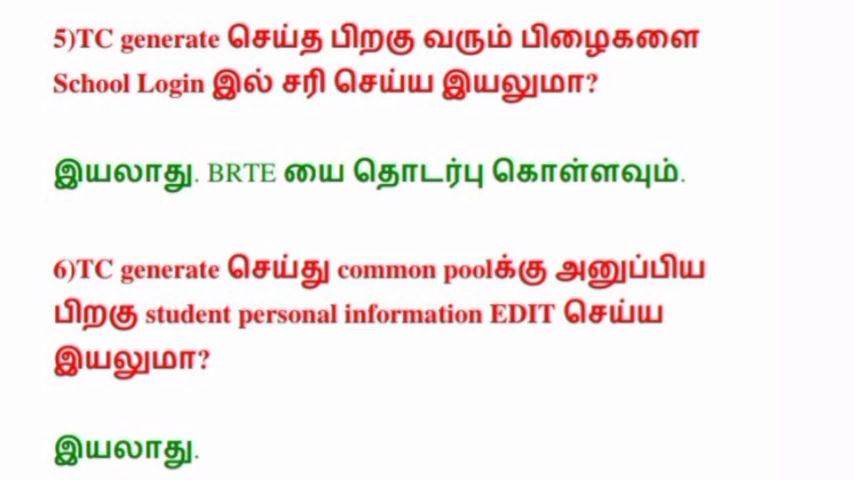 5)TC generate செய்த பிறகு வரும் பிழைகளை
School Login இல் சரி செய்ய இயலுமா?
இயலாது. BRTE யை தொடர்பு கொள்ளவும்.
6)TC generate செய்து common poolக்கு அனுப்பிய
பிறகு student personal information EDIT செய்ய
இயலுமா?
இயலாது.